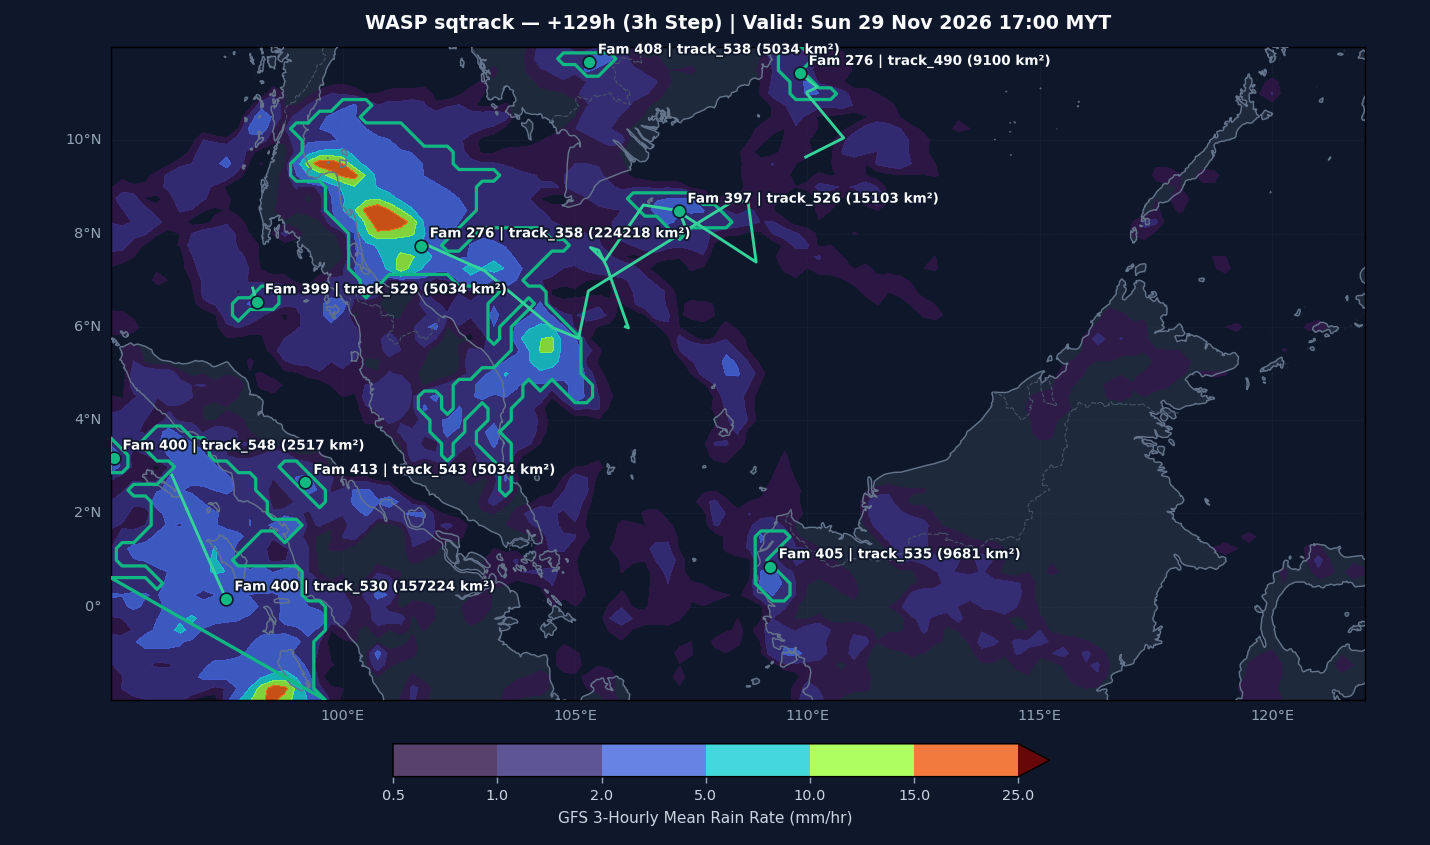 WASP sqtrack — +129h (3h Step) | Valid: Sun 29 Nov 2026 17:00 MYT
Fam 408 | track_538 (5034 km²)
Fam 276 | track_490 (9100 km²)
10°N
Fam 397 | track_526 (15103 km²)
8°N
Fam 276 | track_358 (224218 km²)
Fam 399 | track_529 (5034 km²)
6°N
4°N
Fam 400 | track_548 (2517 km²)
Fam 413 | track_543 (5034 km²)
2°N
Fam 405 | track_535 (9681 km²)
Fam 400 | track_530 (157224 km²)
0°
100°E 105°E 110°E 115°E 120°E
0.5 1.0 2.0 5.0 10.0 15.0 25.0
GFS 3-Hourly Mean Rain Rate (mm/hr)